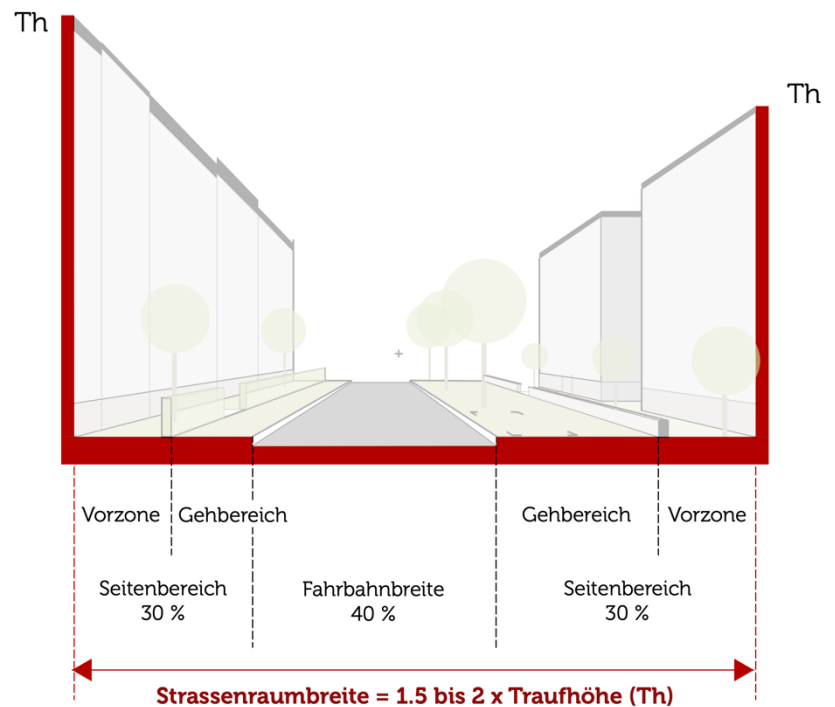 Th
Th
Vorzone
Gehbereich
Gehbereich
Vorzone
Seitenbereich
30 %
Fahrbahnbreite
40 %
Seitenbereich
30 %
Strassenraumbreite = 1.5 bis 2 x Traufhöhe (Th)